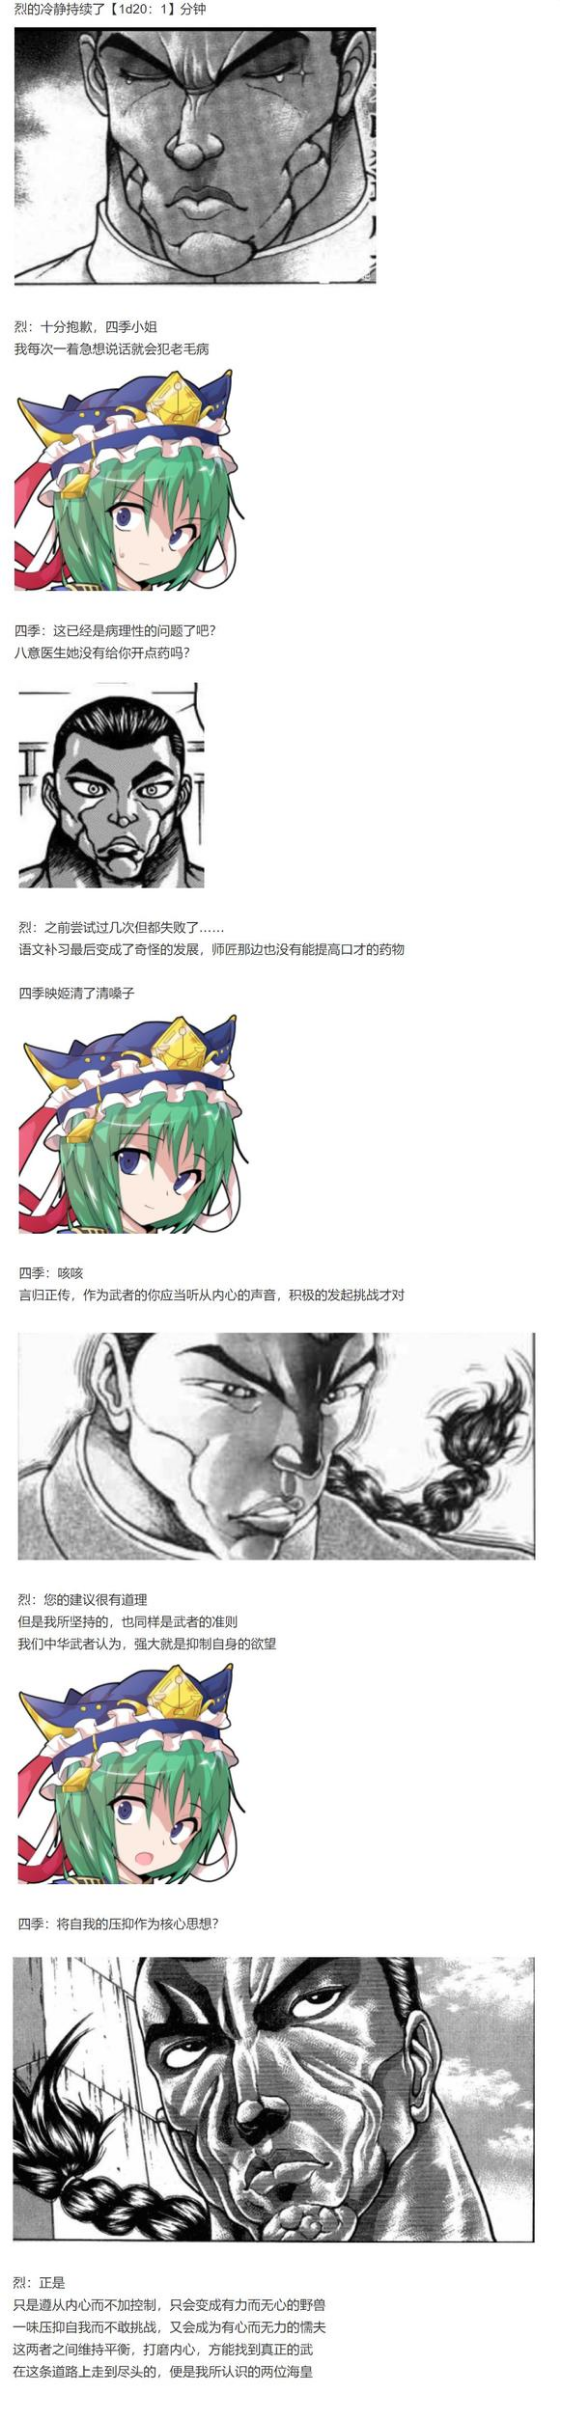 烈的冷静持续了【1d20：1】分钟
烈：十分抱歉，四季小姐
我每次一着急想说话就会犯老毛病
四季：这已经是病理性的问题了吧？
八意医生她没有给你开点药吗？
烈：之前尝试过几次但都失败了……
语文补习最后变成了奇怪的发展，师匠那边也没有能提高口才的药物
四季映姬清了清嗓子
四季：咳咳
言归正传，作为武者的你应当听从内心的声音，积极的发起挑战才对
烈：您的建议很有道理
但是我所坚持的，也同样是武者的准则
我们中华武者认为，强大就是抑制自身的欲望
四季：将自我的压抑作为核心思想？
烈：正是
只是遵从内心而不加控制，只会变成有力而无心的野兽
一味压抑自我而不敢挑战，又会成为有心而无力的懦夫
这两者之间维持平衡，打磨内心，方能找到真正的武
在这条道路上走到尽头的，便是我所认识的两位海皇